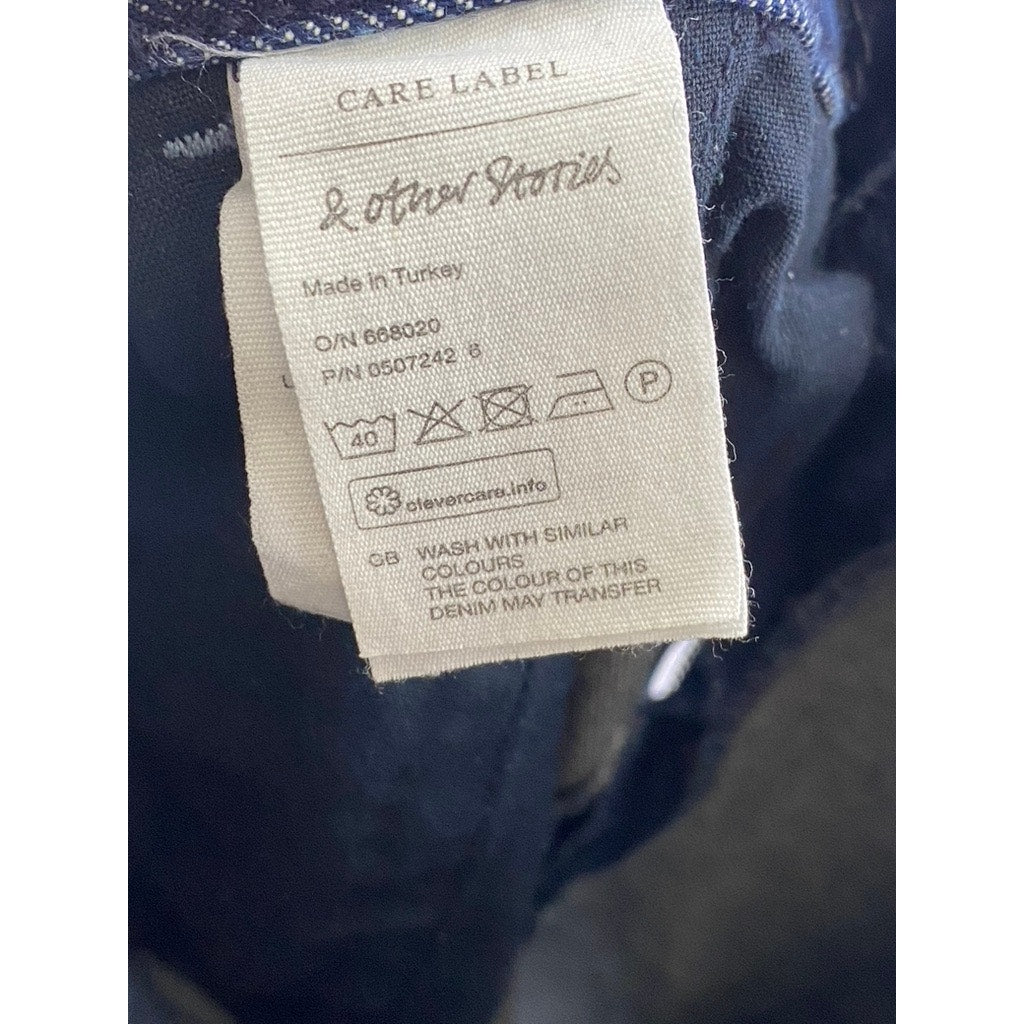 CARE LABEL
& other Stories
Made in Turkey
O/N 668020
P/N 0507242 6
40
P
clevercare.info
GB WASH WITH SIMILAR
COLOURS
THE COLOUR OF THIS
DENIM MAY TRANSFER